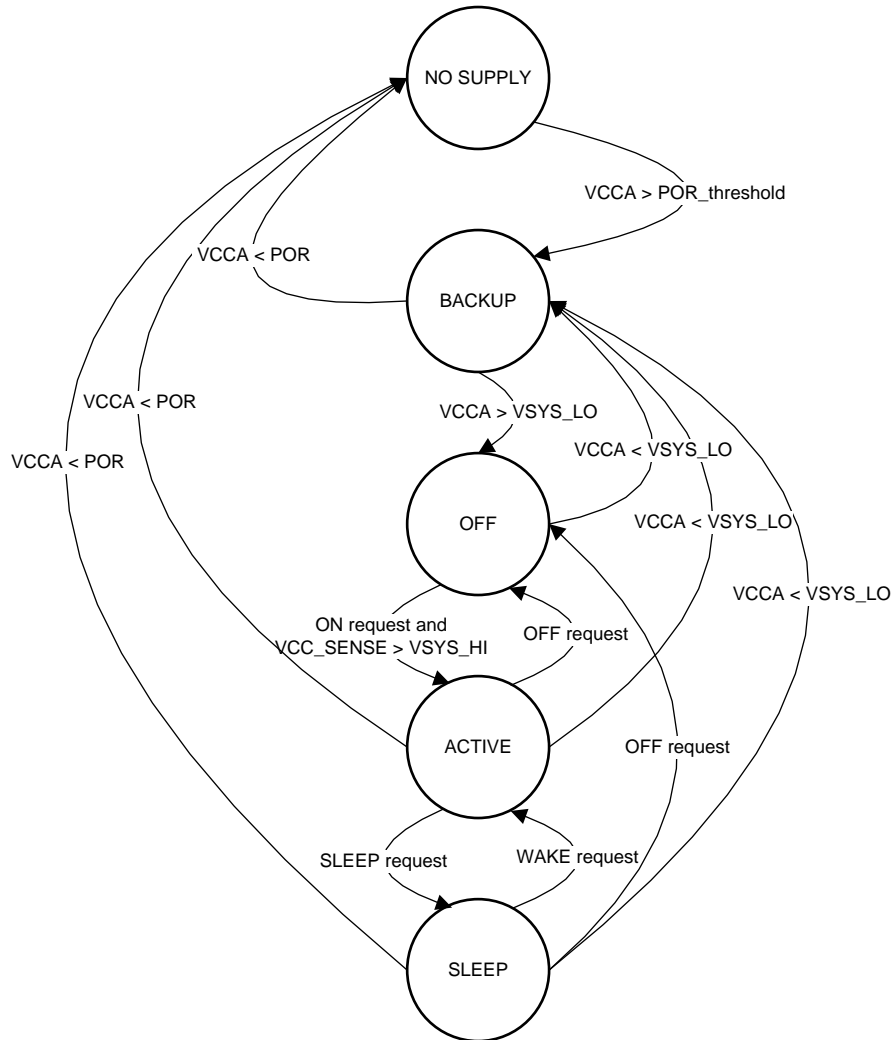 NO SUPPLY
VCCA > POR_threshold
VCCA < POR
BACKUP
VCCA < POR
VCCA > VSYS_LO
VCCA < VSYS_LO
VCCA < POR
OFF
VCCA < VSYS_LO
VCCA < VSYS_LO
ON request and
VCC_SENSE > VSYS_HI
OFF request
ACTIVE
OFF request
SLEEP request
WAKE request
SLEEP